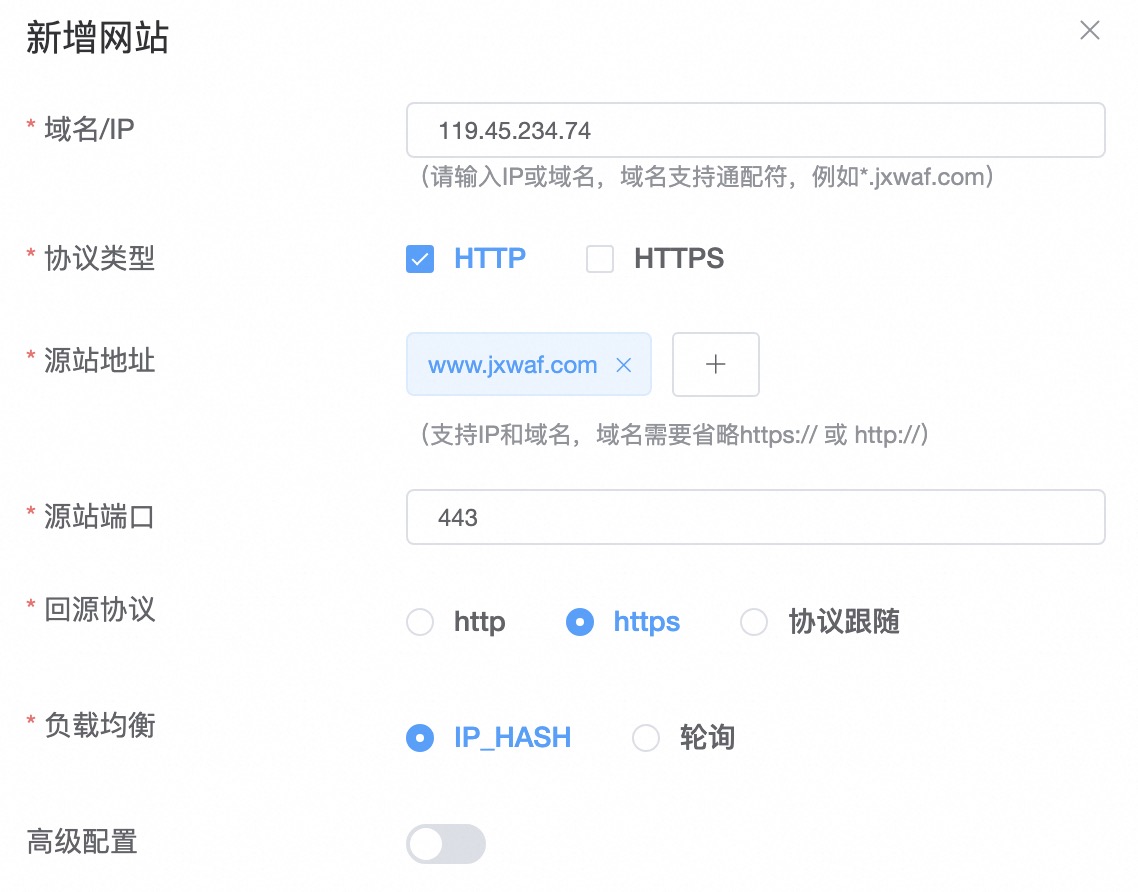 新增网站
* 域名/IP
119.45.234.74
（请输入IP或域名，域名支持通配符，例如*.jxwaf.com）
* 协议类型 HTTP HTTPS
* 源站地址 www.jxwaf.com × +
（支持IP和域名，域名需要省略https:// 或 http://）
* 源站端口 443
* 回源协议 http https 协议跟随
* 负载均衡 IP_HASH 轮询
高级配置